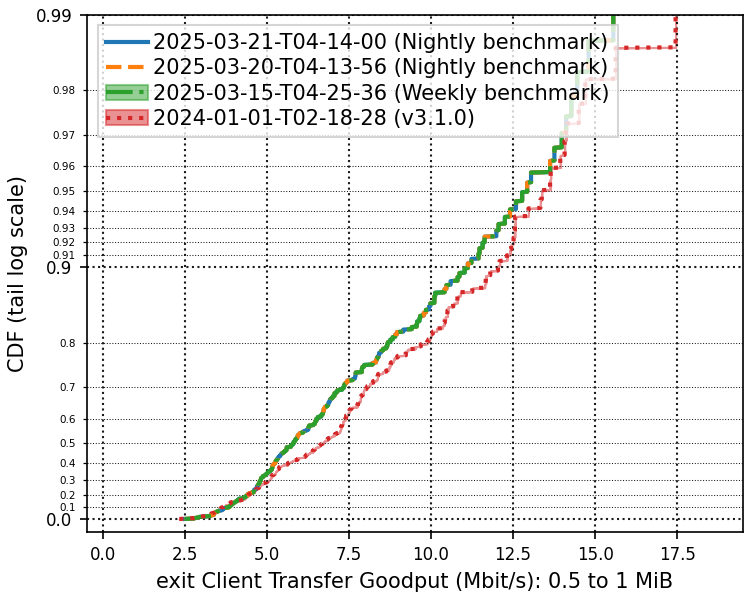 0.99
0.98
0.97
0.96
0.95
0.94
0.93
0.92
0.91
0.9
0.8
0.7
0.6
0.5
0.4
0.3
0.2
0.1
0.0
CDF (tail log scale)
2025-03-21-T04-14-00 (Nightly benchmark)
2025-03-20-T04-13-56 (Nightly benchmark)
2025-03-15-T04-25-36 (Weekly benchmark)
2024-01-01-T02-18-28 (v3.1.0)
0.0 2.5 5.0 7.5 10.0 12.5 15.0 17.5
exit Client Transfer Goodput (Mbit/s): 0.5 to 1 MiB